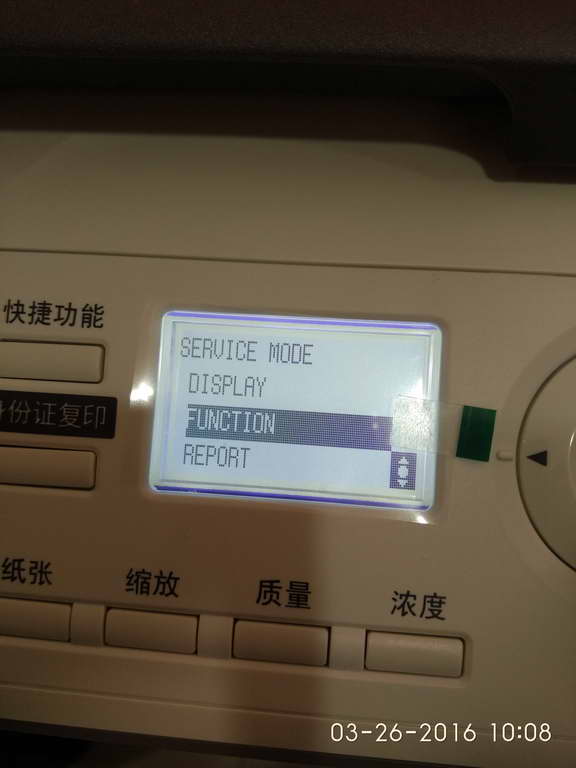 快捷功能
SERVICE MODE
DISPLAY
份证复印
FUNCTION
REPORT
纸张
缩放
质量
浓度
03-26-2016 10:08